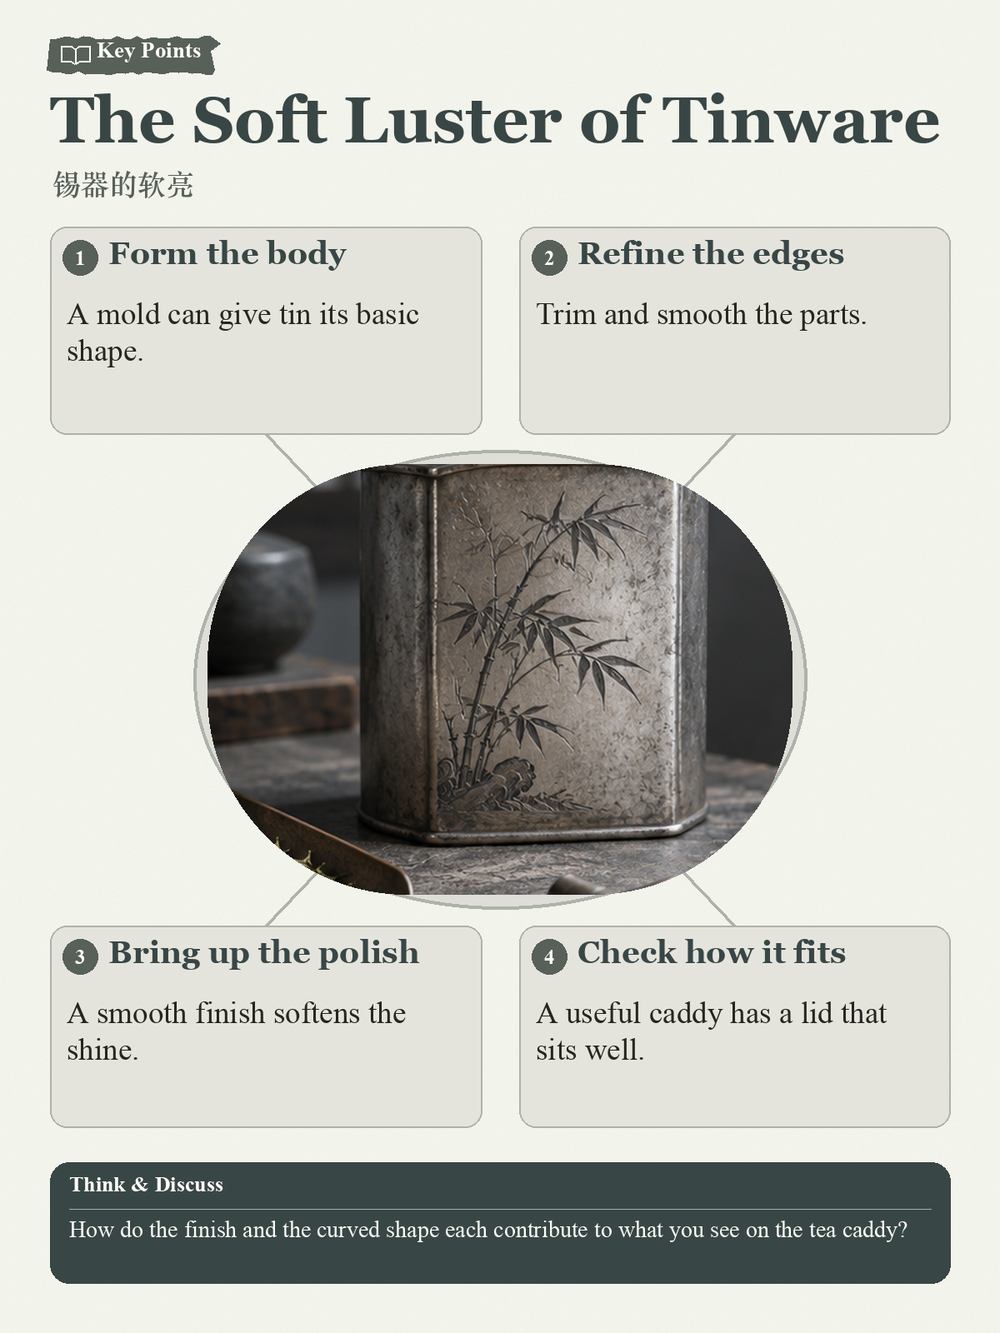 Key Points
The Soft Luster of Tinware
锡器的软亮
1 Form the body
A mold can give tin its basic
shape.
2 Refine the edges
Trim and smooth the parts.
3 Bring up the polish
A smooth finish softens the
shine.
4 Check how it fits
A useful caddy has a lid that
sits well.
Think & Discuss
How do the finish and the curved shape each contribute to what you see on the tea caddy?